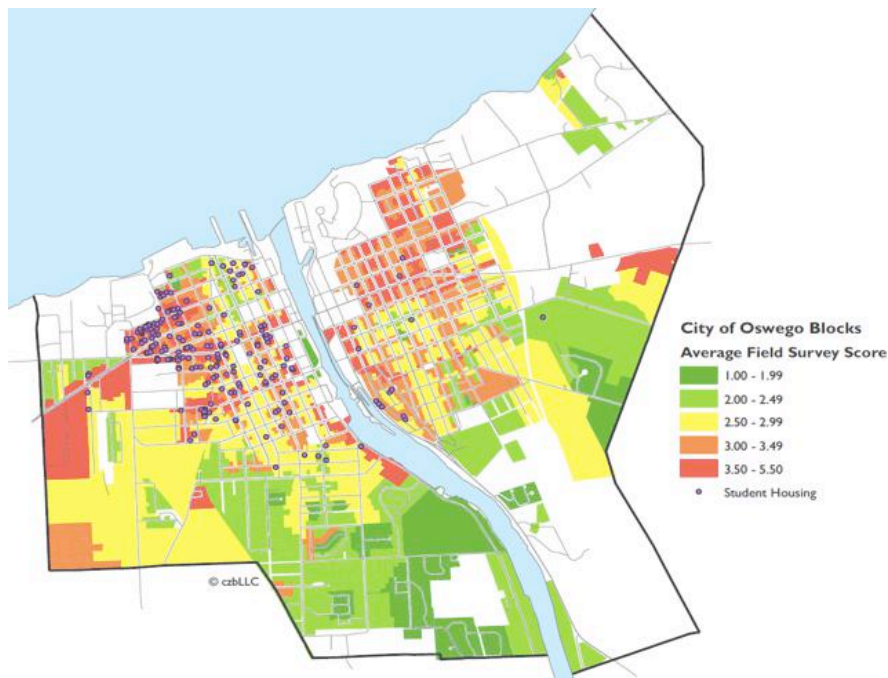 City of Oswego Blocks
Average Field Survey Score
1.00 - 1.99
2.00 - 2.49
2.50 - 2.99
3.00 - 3.49
3.50 - 5.50
Student Housing
© czbLLC